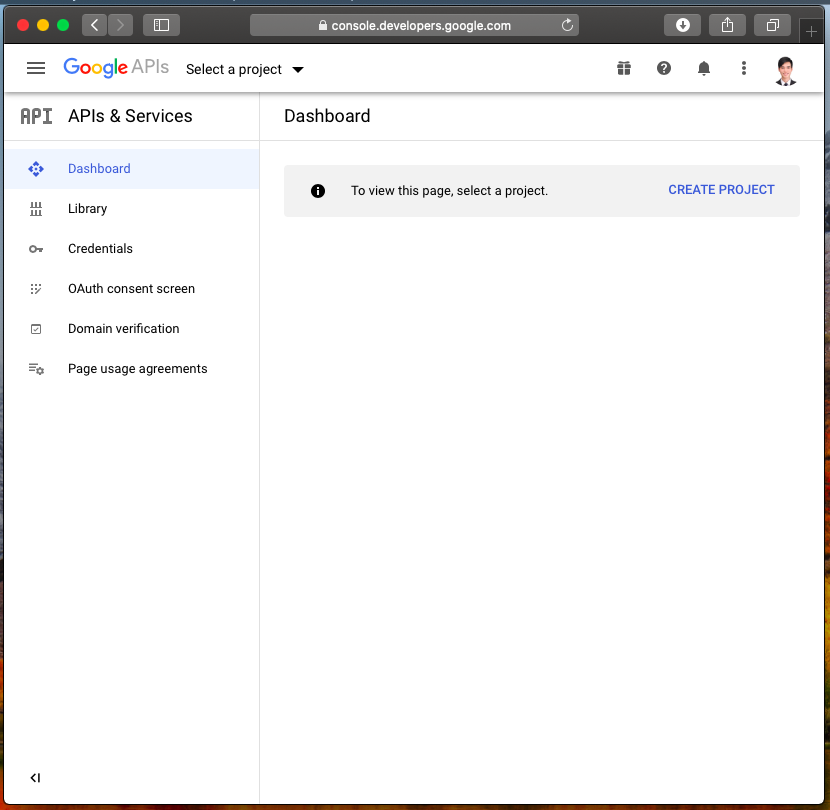 console.developers.google.com
Google APIs Select a project
API APIs & Services
Dashboard
Dashboard
Library
Credentials
OAuth consent screen
Domain verification
Page usage agreements
To view this page, select a project. CREATE PROJECT